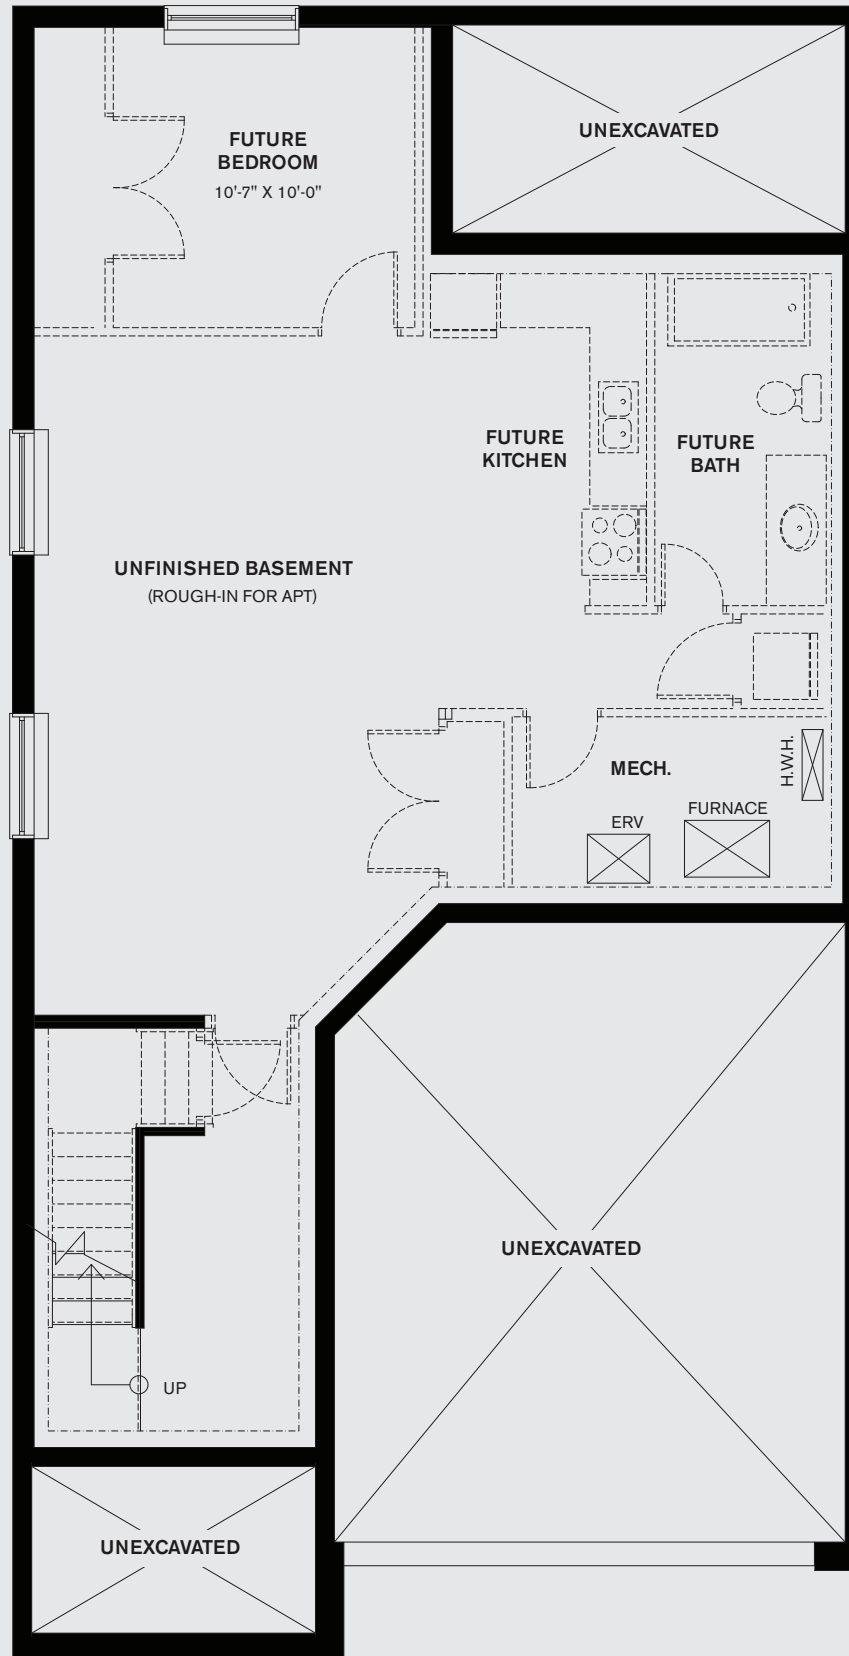 FUTURE
BEDROOM
10'-7" X 10'-0"
UNEXCAVATED
FUTURE
KITCHEN
FUTURE
BATH
UNFINISHED BASEMENT
(ROUGH-IN FOR APT)
MECH.
H.W.H.
ERV
FURNACE
UNEXCAVATED
UP
UNEXCAVATED